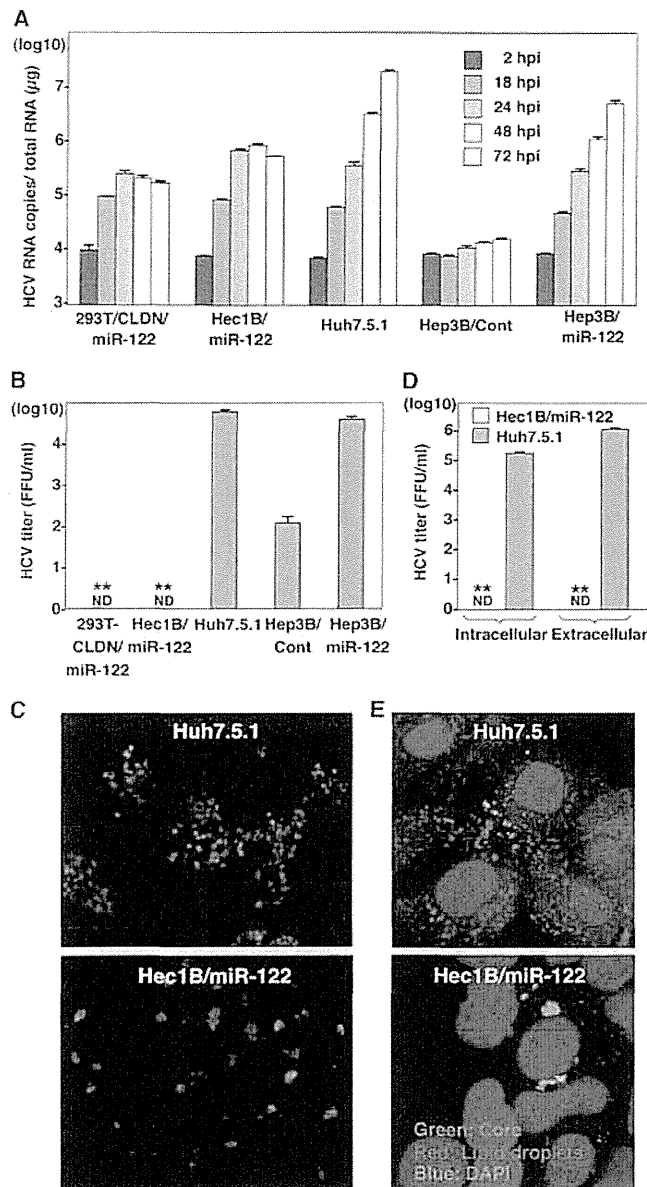 A
(log10)
HCV RNA copies/ total RNA (μg)
7
6
5
4
3
2 hpi
18 hpi
24 hpi
48 hpi
72 hpi
293T/CLDN/
miR-122
Hec1B/
miR-122
Huh7.5.1
Hep3B/Cont
Hep3B/
miR-122
B
(log10)
HCV titer (FFU/ml)
4
2
1
0
**
ND
**
ND
293T-
CLDN/
miR-122
Hec1B/
miR-122
Huh7.5.1
Hep3B/
Cont
Hep3B/
miR-122
D
(log10)
HCV titer (FFU/ml)
6
5
4
3
2
1
0
Hec1B/miR-122
Huh7.5.1
**
ND
**
ND
Intracellular
Extracellular
C
Huh7.5.1
Hec1B/miR-122
E
Huh7.5.1
Hec1B/miR-122
Green: Core
Red: Lipid droplets
Blue: DAPI